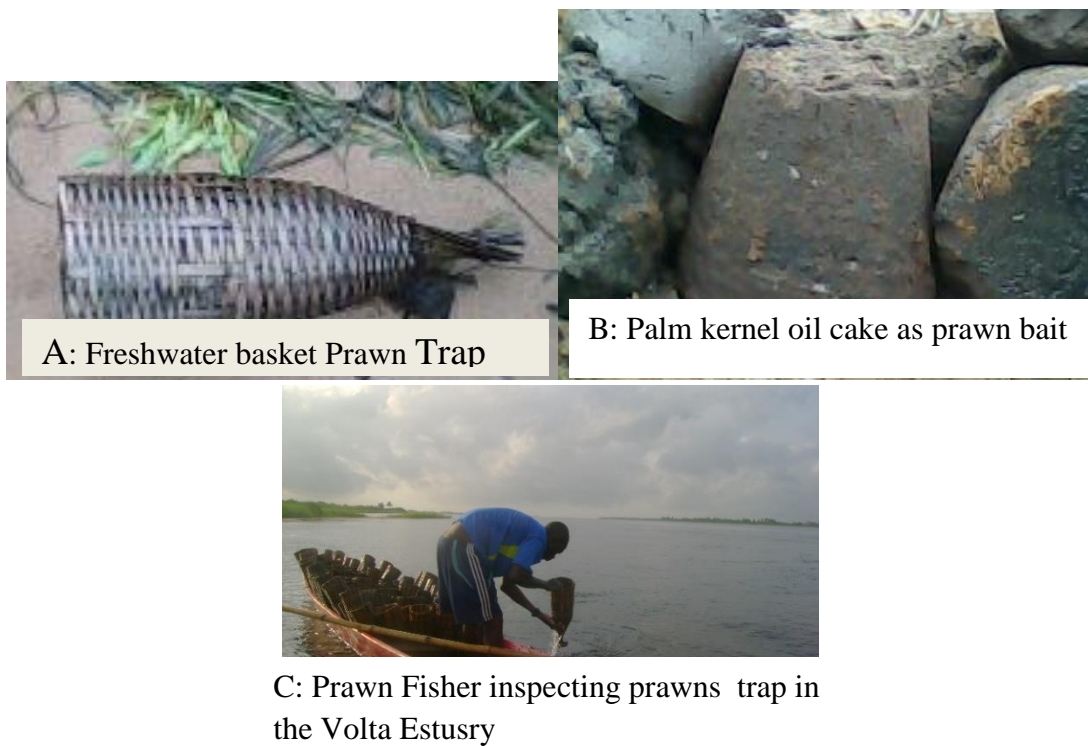 A: Freshwater basket Prawn Trap
B: Palm kernel oil cake as prawn bait
C: Prawn Fisher inspecting prawns trap in
the Volta Estusry